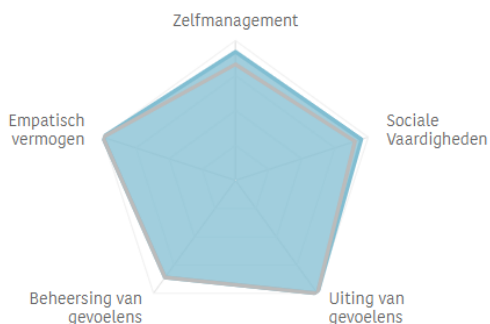 Zelfmanagement
Empatisch
vermogen
Sociale
Vaardigheden
Beheersing van
gevoelens
Uiting van
gevoelens